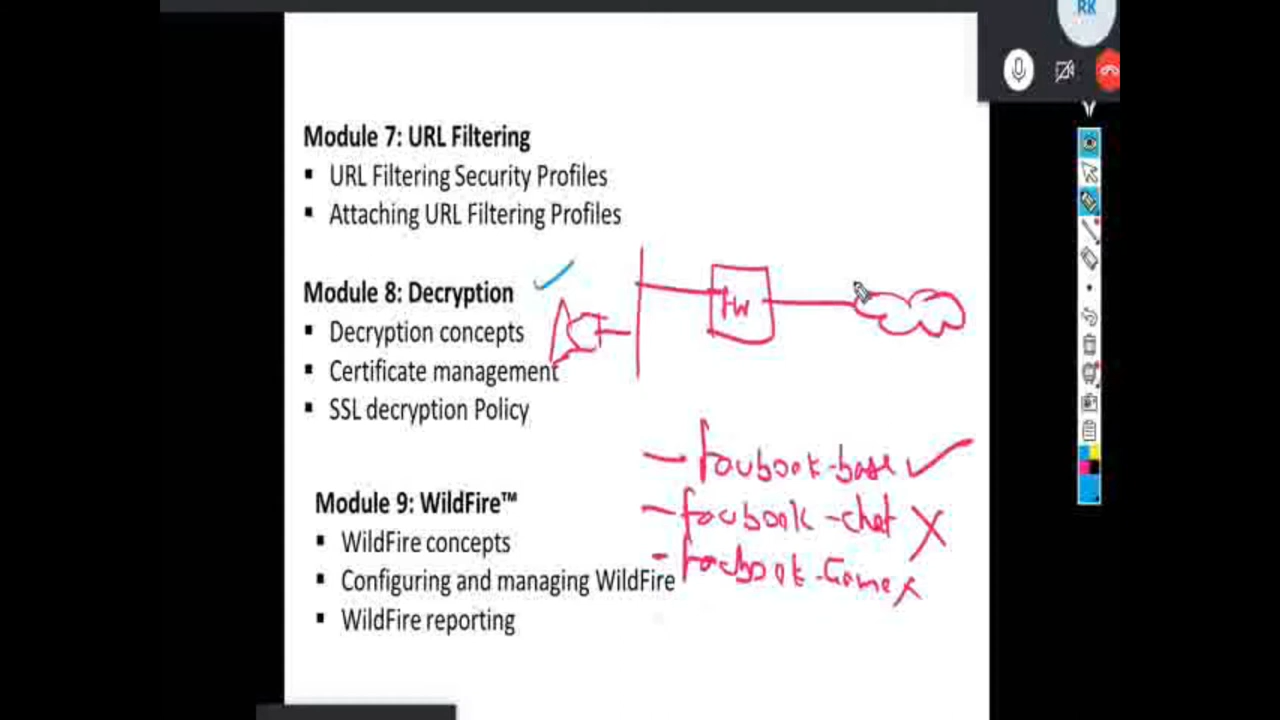 RK
Module 7: URL Filtering
▪ URL Filtering Security Profiles
▪ Attaching URL Filtering Profiles
Module 8: Decryption
▪ Decryption concepts
▪ Certificate management
▪ SSL decryption Policy
FW
- facebook-base ✓
- facebook-chat X
- facebook-Game x
Module 9: WildFire™
▪ WildFire concepts
▪ Configuring and managing WildFire
▪ WildFire reporting